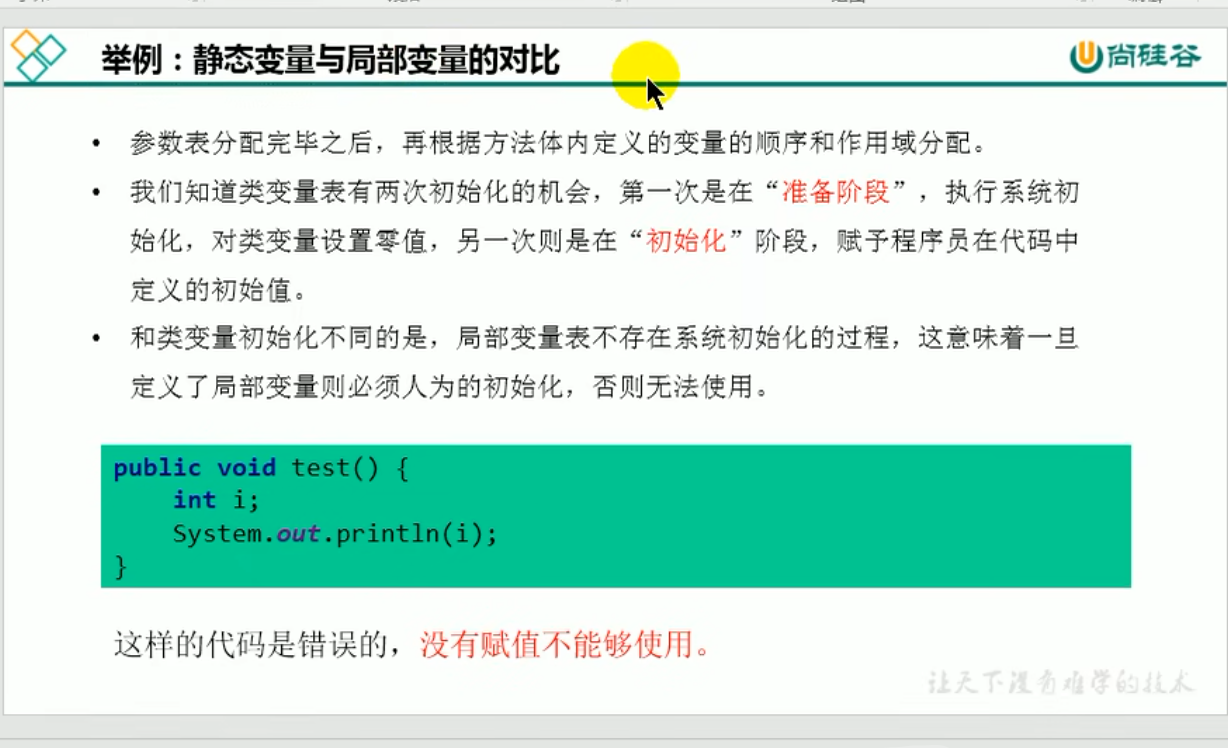 举例：静态变量与局部变量的对比
尚硅谷
• 参数表分配完毕之后，再根据方法体内定义的变量的顺序和作用域分配。
• 我们知道类变量表有两次初始化的机会，第一次是在“准备阶段”，执行系统初
始化，对类变量设置零值，另一次则是在“初始化”阶段，赋予程序员在代码中
定义的初始值。
• 和类变量初始化不同的是，局部变量表不存在系统初始化的过程，这意味着一旦
定义了局部变量则必须人为的初始化，否则无法使用。
public void test() {
    int i;
    System.out.println(i);
}
这样的代码是错误的，没有赋值不能够使用。
让天下没有难学的技术